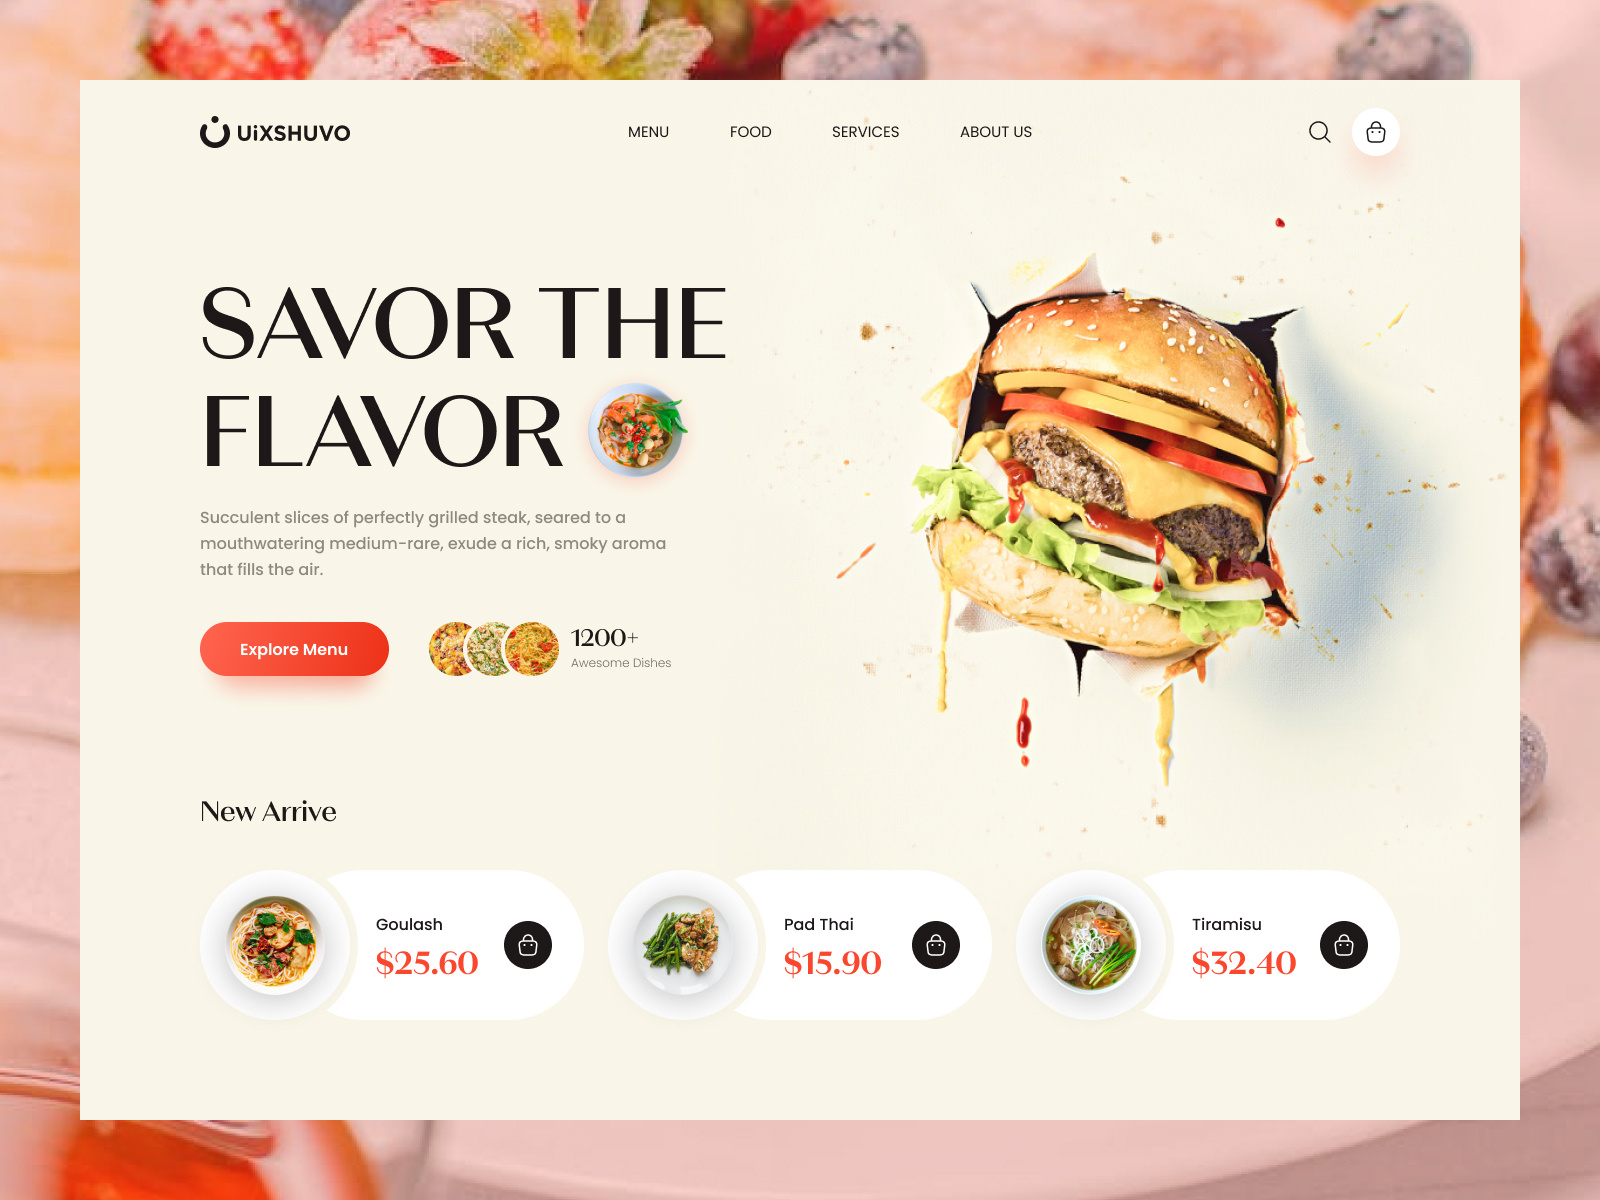 UiXSHUVO
MENU
FOOD
SERVICES
ABOUT US
SAVOR THE
FLAVOR
Succulent slices of perfectly grilled steak, seared to a
mouthwatering medium-rare, exude a rich, smoky aroma
that fills the air.
Explore Menu
1200+
Awesome Dishes
New Arrive
Goulash
$25.60
Pad Thai
$15.90
Tiramisu
$32.40